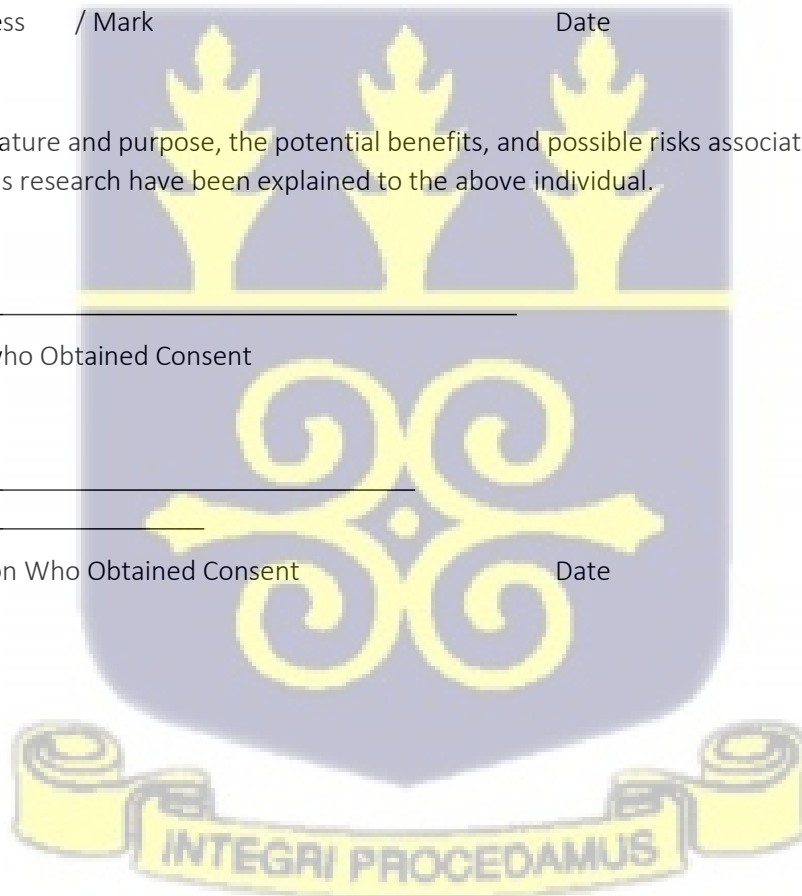 ess / Mark Date
ature and purpose, the potential benefits, and possible risks associat
s research have been explained to the above individual.
ho Obtained Consent
on Who Obtained Consent Date
INTEGRI PROCEDAMUS